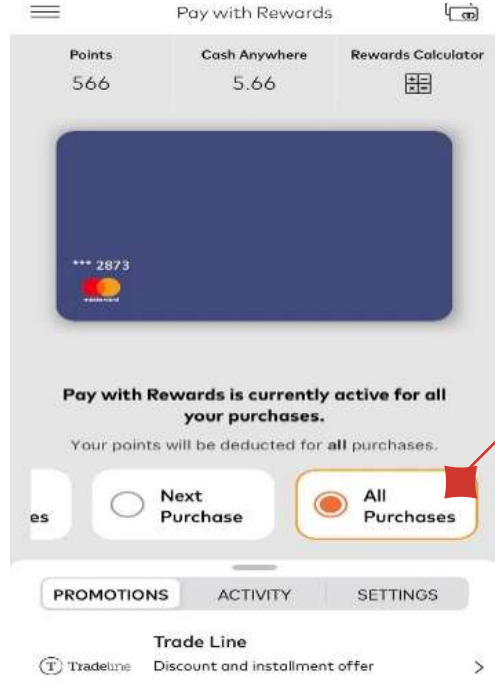 Pay with Rewards
Points Cash Anywhere Rewards Calculator
566 5.66
*** 2873
mastercard
Pay with Rewards is currently active for all
your purchases.
Your points will be deducted for all purchases.
es Next Purchase All Purchases
PROMOTIONS ACTIVITY SETTINGS
Trade Line
T Tradeline Discount and installment offer >